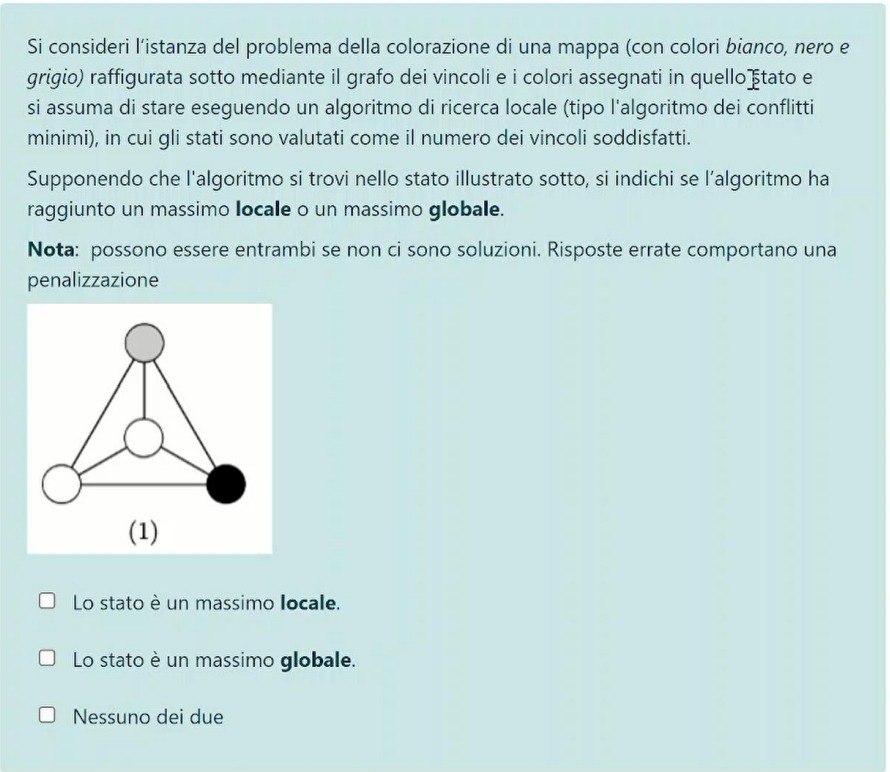 Si consideri l'istanza del problema della colorazione di una mappa (con colori bianco, nero e
grigio) raffigurata sotto mediante il grafo dei vincoli e i colori assegnati in quello stato e
si assuma di stare eseguendo un algoritmo di ricerca locale (tipo l'algoritmo dei conflitti
minimi), in cui gli stati sono valutati come il numero dei vincoli soddisfatti.
Supponendo che l'algoritmo si trovi nello stato illustrato sotto, si indichi se l'algoritmo ha
raggiunto un massimo locale o un massimo globale.
Nota: possono essere entrambi se non ci sono soluzioni. Risposte errate comportano una
penalizzazione
(1)
Lo stato è un massimo locale.
Lo stato è un massimo globale.
Nessuno dei due